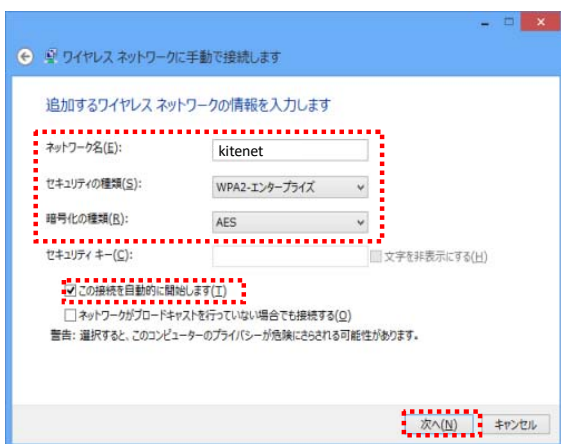 ワイヤレス ネットワークに手動で接続します
追加するワイヤレス ネットワークの情報を入力します
ネットワーク名(E): kitenet
セキュリティの種類(S): WPA2-エンタープライズ
暗号化の種類(R): AES
セキュリティ キー(C): 文字を非表示にする(H)
この接続を自動的に開始します(T)
ネットワークがブロードキャストを行っていない場合でも接続する(O)
警告: 選択すると、このコンピューターのプライバシーが危険にさらされる可能性があります。
次へ(N) キャンセル